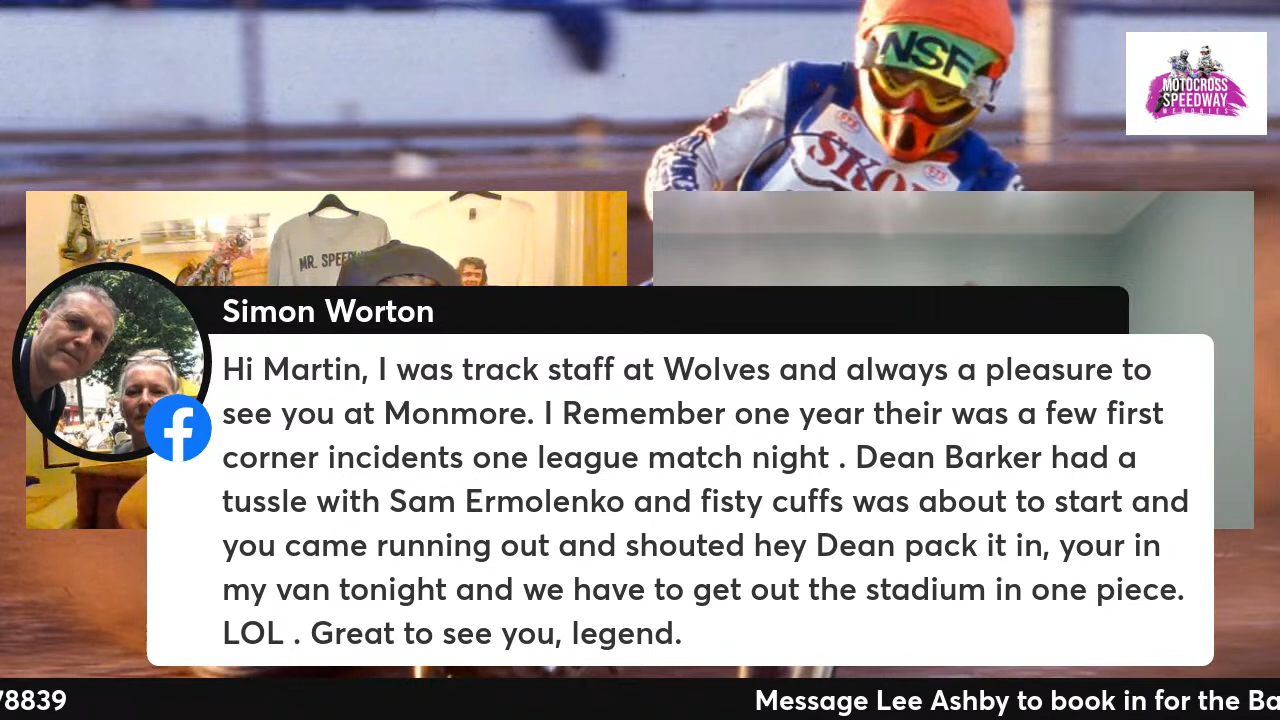 NSF
MOTOCROSS
SPEEDWAY
MEMORIES
SKO
MR. SPEED
Simon Worton
Hi Martin, I was track staff at Wolves and always a pleasure to
see you at Monmore. I Remember one year their was a few first
corner incidents one league match night . Dean Barker had a
tussle with Sam Ermolenko and fisty cuffs was about to start and
you came running out and shouted hey Dean pack it in, your in
my van tonight and we have to get out the stadium in one piece.
LOL . Great to see you, legend.
78839
Message Lee Ashby to book in for the Ba